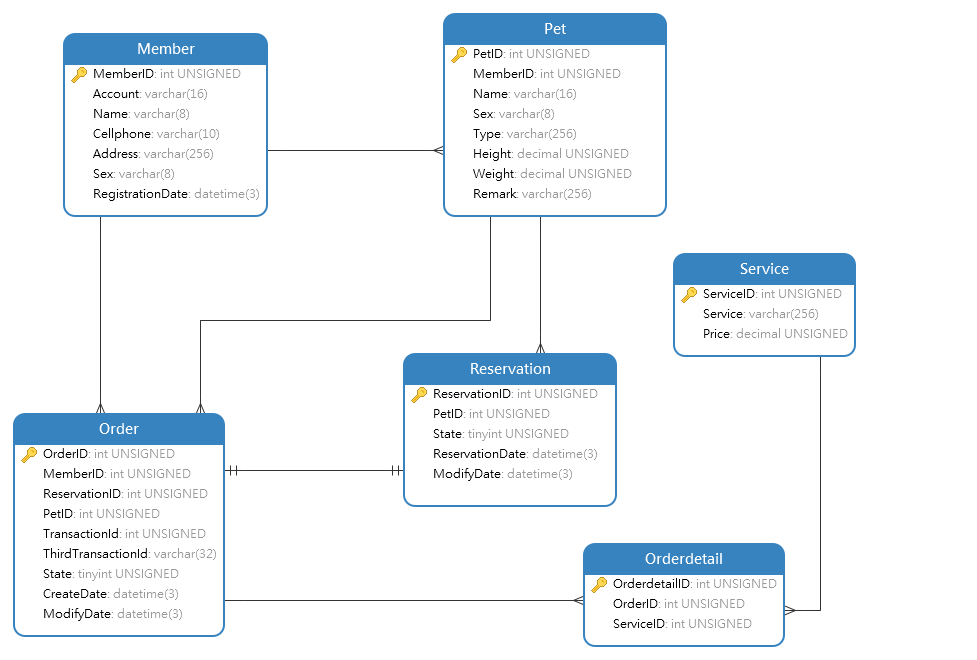 Member
MemberID: int UNSIGNED
Account: varchar(16)
Name: varchar(8)
Cellphone: varchar(10)
Address: varchar(256)
Sex: varchar(8)
RegistrationDate: datetime(3)
Pet
PetID: int UNSIGNED
MemberID: int UNSIGNED
Name: varchar(16)
Sex: varchar(8)
Type: varchar(256)
Height: decimal UNSIGNED
Weight: decimal UNSIGNED
Remark: varchar(256)
Service
ServiceID: int UNSIGNED
Service: varchar(256)
Price: decimal UNSIGNED
Reservation
ReservationID: int UNSIGNED
PetID: int UNSIGNED
State: tinyint UNSIGNED
ReservationDate: datetime(3)
ModifyDate: datetime(3)
Order
OrderID: int UNSIGNED
MemberID: int UNSIGNED
ReservationID: int UNSIGNED
PetID: int UNSIGNED
TransactionId: int UNSIGNED
ThirdTransactionId: varchar(32)
State: tinyint UNSIGNED
CreateDate: datetime(3)
ModifyDate: datetime(3)
Orderdetail
OrderdetailID: int UNSIGNED
OrderID: int UNSIGNED
ServiceID: int UNSIGNED